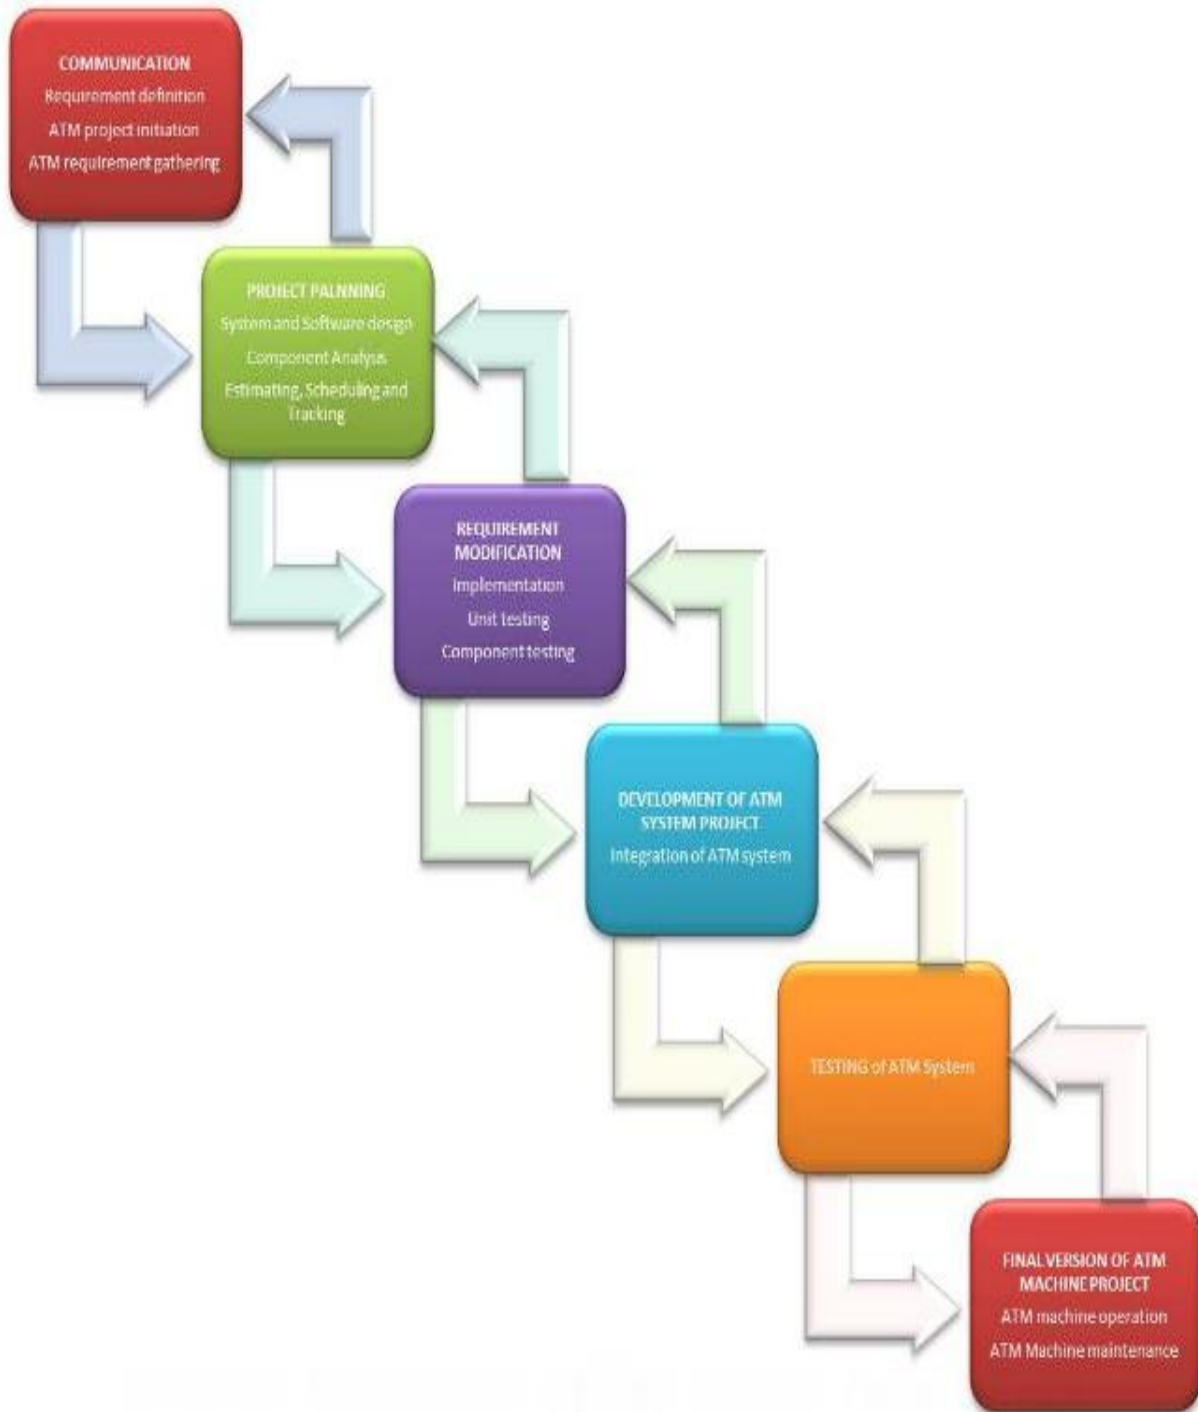 COMMUNICATION
Requirement definition
ATM project initiation
ATM requirement gathering
PROJECT PALNNING
System and Software design
Component Analysis
Estimating, Scheduling and
Tracking
REQUIREMENT
MODIFICATION
Implementation
Unit testing
Component testing
DEVELOPMENT OF ATM
SYSTEM PROJECT
Integration of ATM system
TESTING of ATM System
FINAL VERSION OF ATM
MACHINE PROJECT
ATM machine operation
ATM Machine maintenance